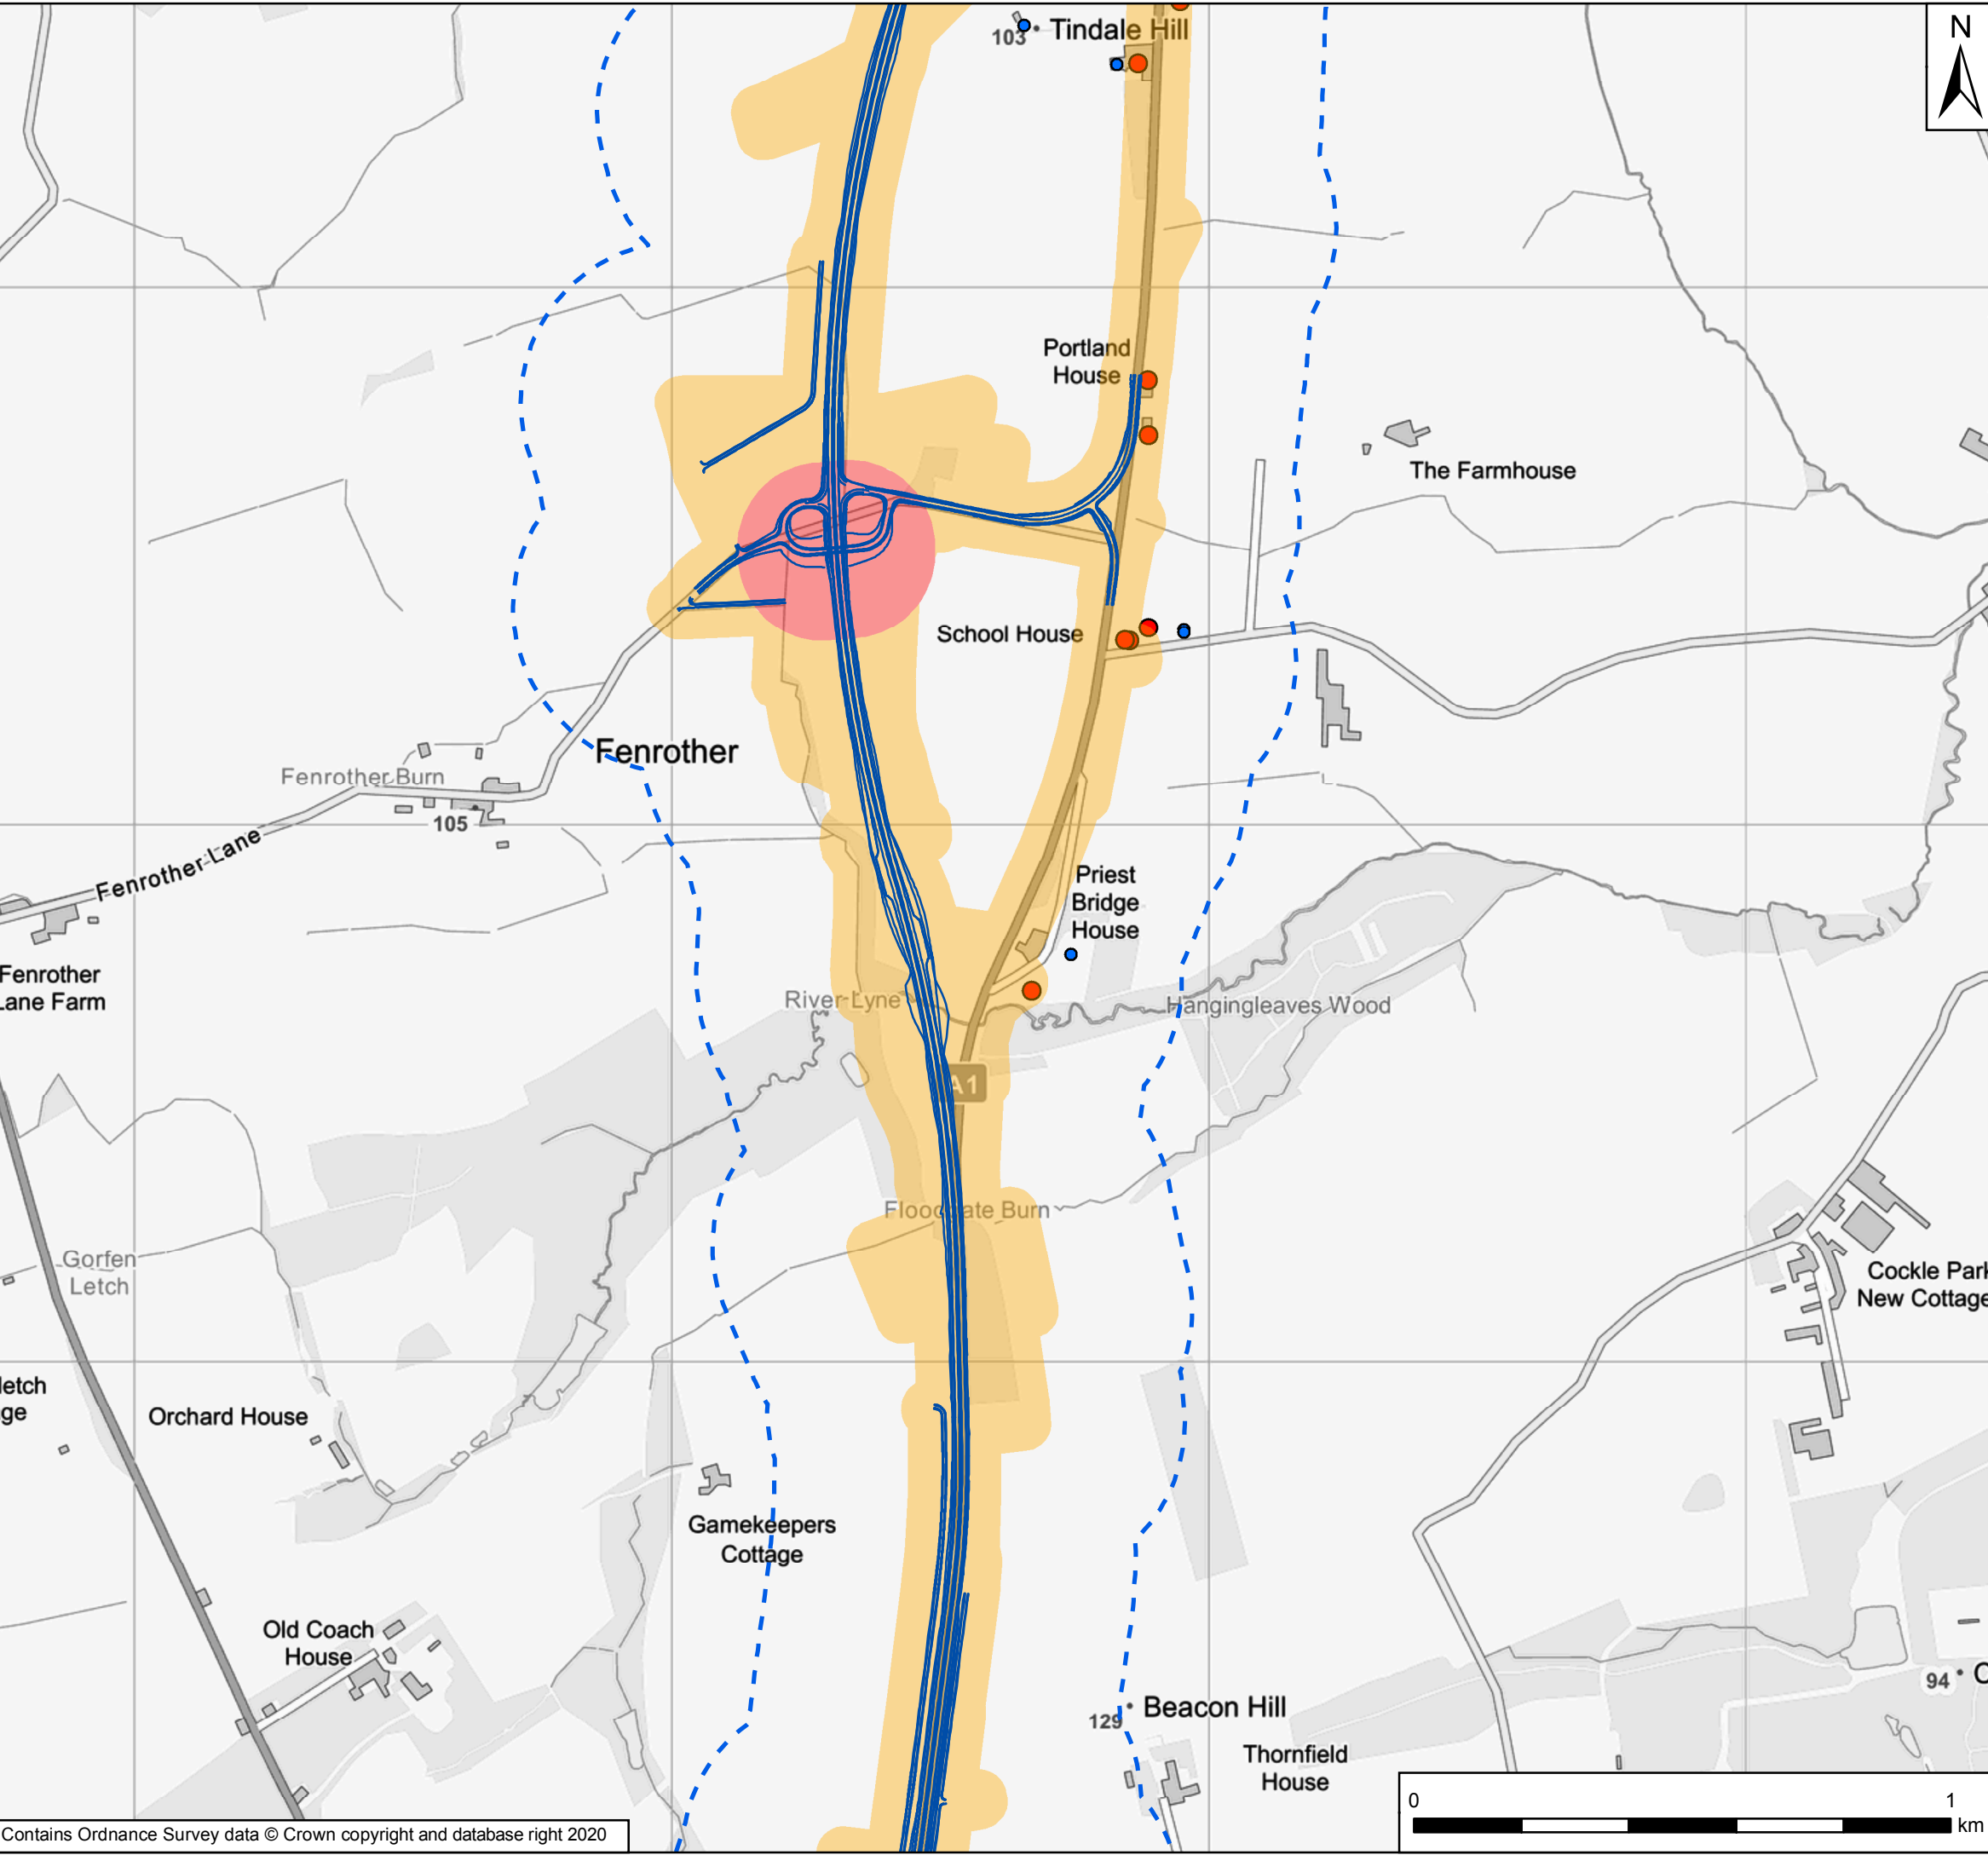 N
103
Tindale Hill
Portland
House
The Farmhouse
School House
Fenrother
Fenrother Burn
105
Fenrother Lane
Priest
Bridge
House
Fenrother
Lane Farm
River Lyne
Hangingleaves Wood
A1
Floodgate Burn
Gorfen
Letch
Cockle Park
New Cottage
letch
ge
Orchard House
Gamekeepers
Cottage
Old Coach
House
94
C
129
Beacon Hill
Thornfield
House
0
1
km
Contains Ordnance Survey data © Crown copyright and database right 2020